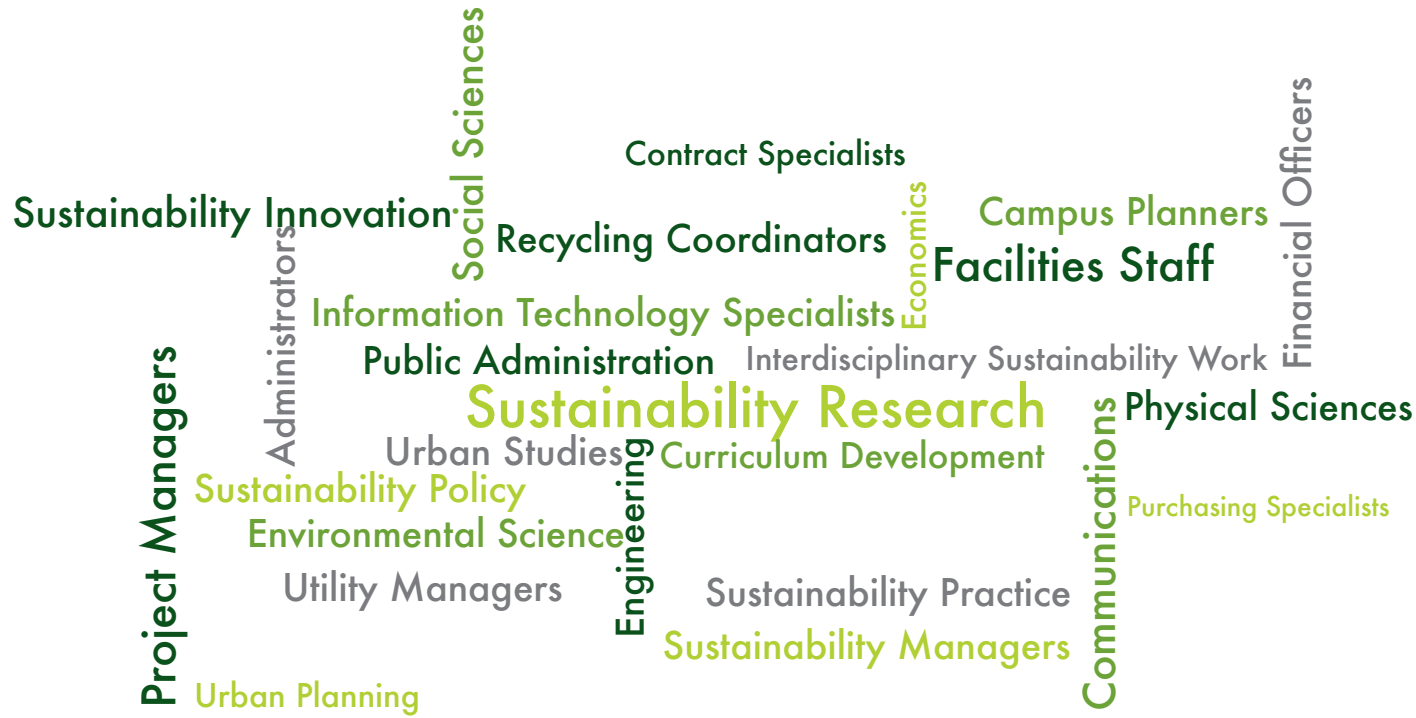 Social Sciences
Contract Specialists
Financial Officers
Sustainability Innovation
Administrators
Recycling Coordinators
Economics
Campus Planners
Facilities Staff
Information Technology Specialists
Public Administration
Interdisciplinary Sustainability Work
Project Managers
Sustainability Research
Communications
Physical Sciences
Urban Studies
Engineering
Curriculum Development
Sustainability Policy
Purchasing Specialists
Environmental Science
Utility Managers
Sustainability Practice
Sustainability Managers
Urban Planning